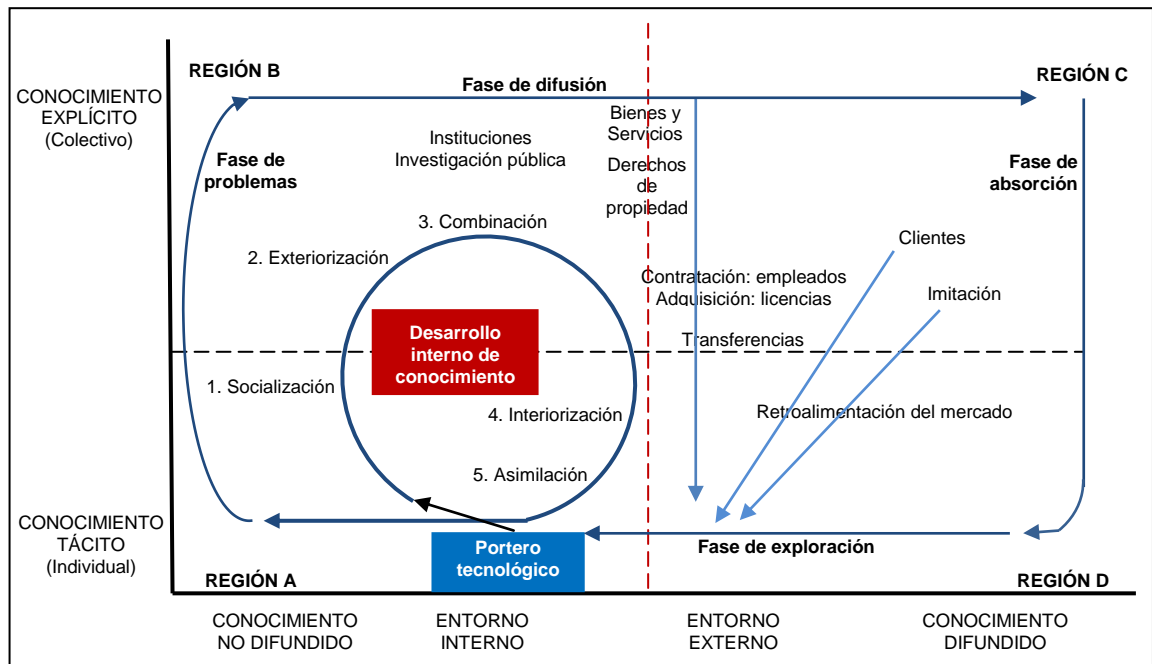 REGIÓN B
REGIÓN C
CONOCIMIENTO
EXPLÍCITO
(Colectivo)
Fase de difusión
Bienes y
Servicios
Instituciones
Investigación pública
Fase de
problemas
Derechos
de
propiedad
Fase de
absorción
3. Combinación
2. Exteriorización
Clientes
Contratación: empleados
Adquisición: licencias
Imitación
Desarrollo
interno de
conocimiento
Transferencias
1. Socialización
4. Interiorización
Retroalimentación del mercado
5. Asimilación
CONOCIMIENTO
TÁCITO
(Individual)
Portero
tecnológico
Fase de exploración
REGIÓN A
REGIÓN D
CONOCIMIENTO
NO DIFUNDIDO
ENTORNO
INTERNO
ENTORNO
EXTERNO
CONOCIMIENTO
DIFUNDIDO